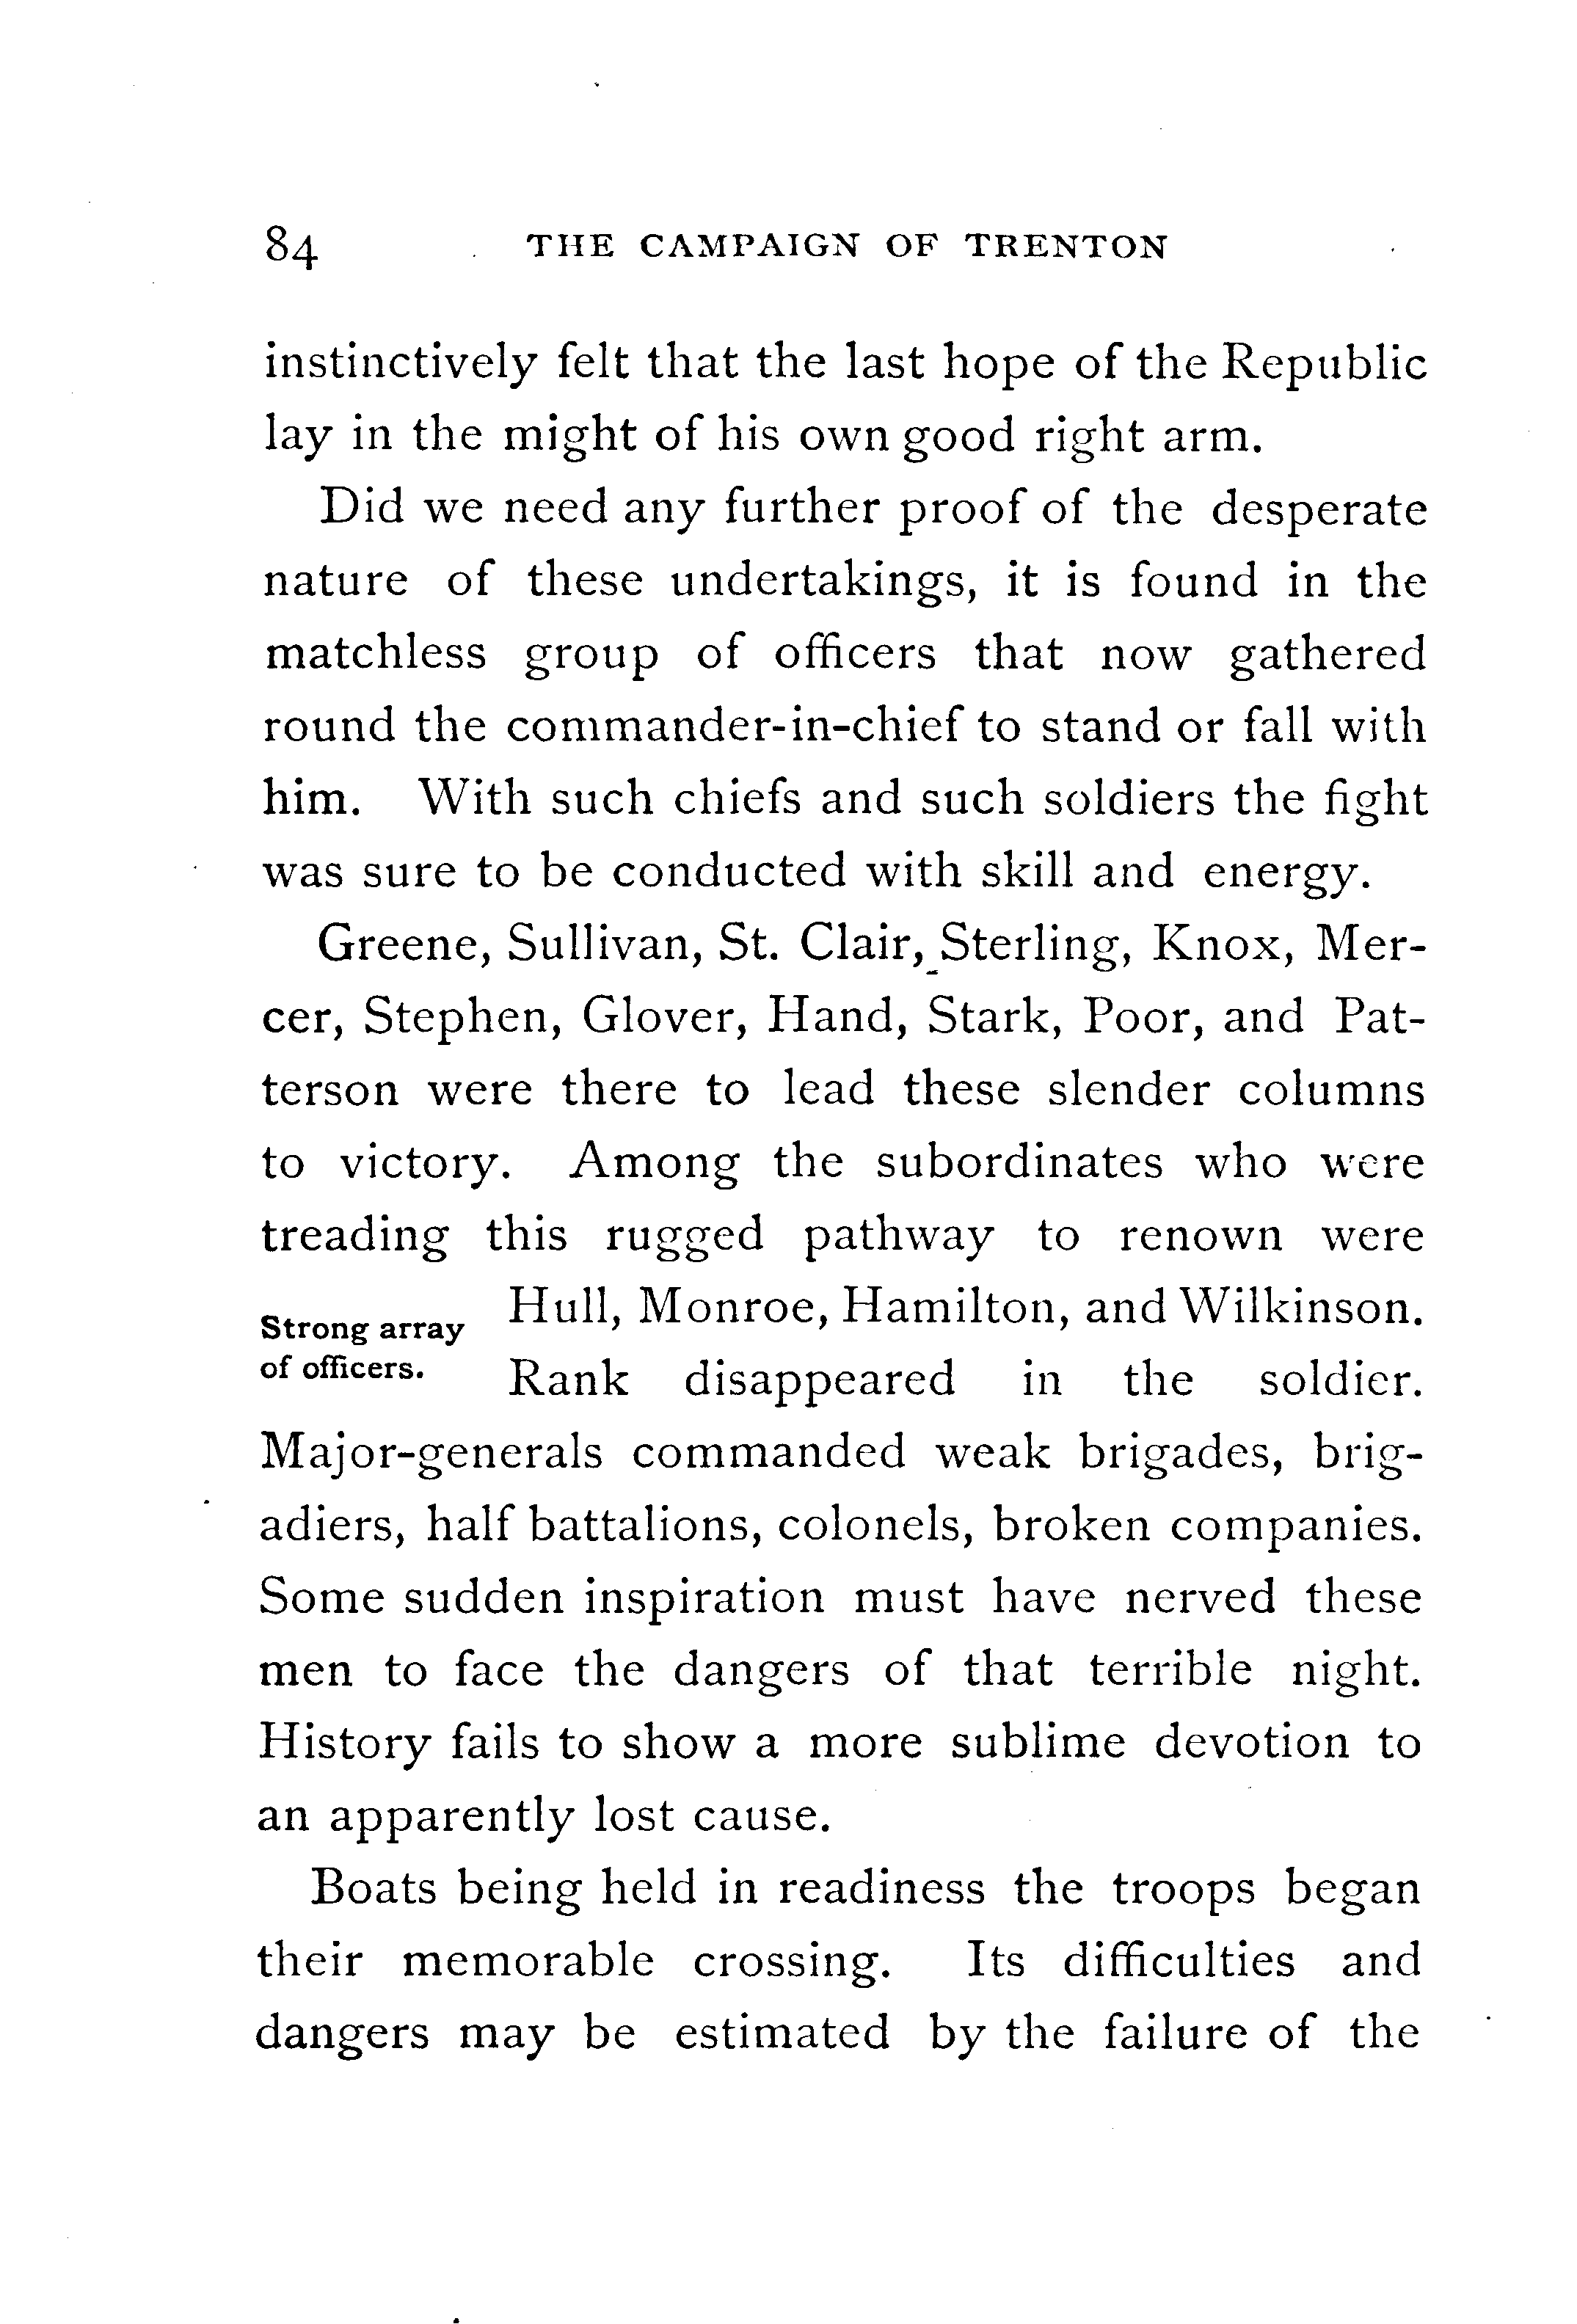 84 THE CAMPAIGN OF TRENTON
instinctively felt that the last hope of the Republic
lay in the might of his own good right arm.
Did we need any further proof of the desperate
nature of these undertakings, it is found in the
matchless group of officers that now gathered
round the commander-in-chief to stand or fall with
him. With such chiefs and such soldiers the fight
was sure to be conducted with skill and energy.
Greene, Sullivan, St. Clair, Sterling, Knox, Mer-
cer, Stephen, Glover, Hand, Stark, Poor, and Pat-
terson were there to lead these slender columns
to victory. Among the subordinates who were
treading this rugged pathway to renown were
Strong array
of officers.
Hull, Monroe, Hamilton, and Wilkinson.
Rank disappeared in the soldier.
Major-generals commanded weak brigades, brig-
adiers, half battalions, colonels, broken companies.
Some sudden inspiration must have nerved these
men to face the dangers of that terrible night.
History fails to show a more sublime devotion to
an apparently lost cause.
Boats being held in readiness the troops began
their memorable crossing. Its difficulties and
dangers may be estimated by the failure of the